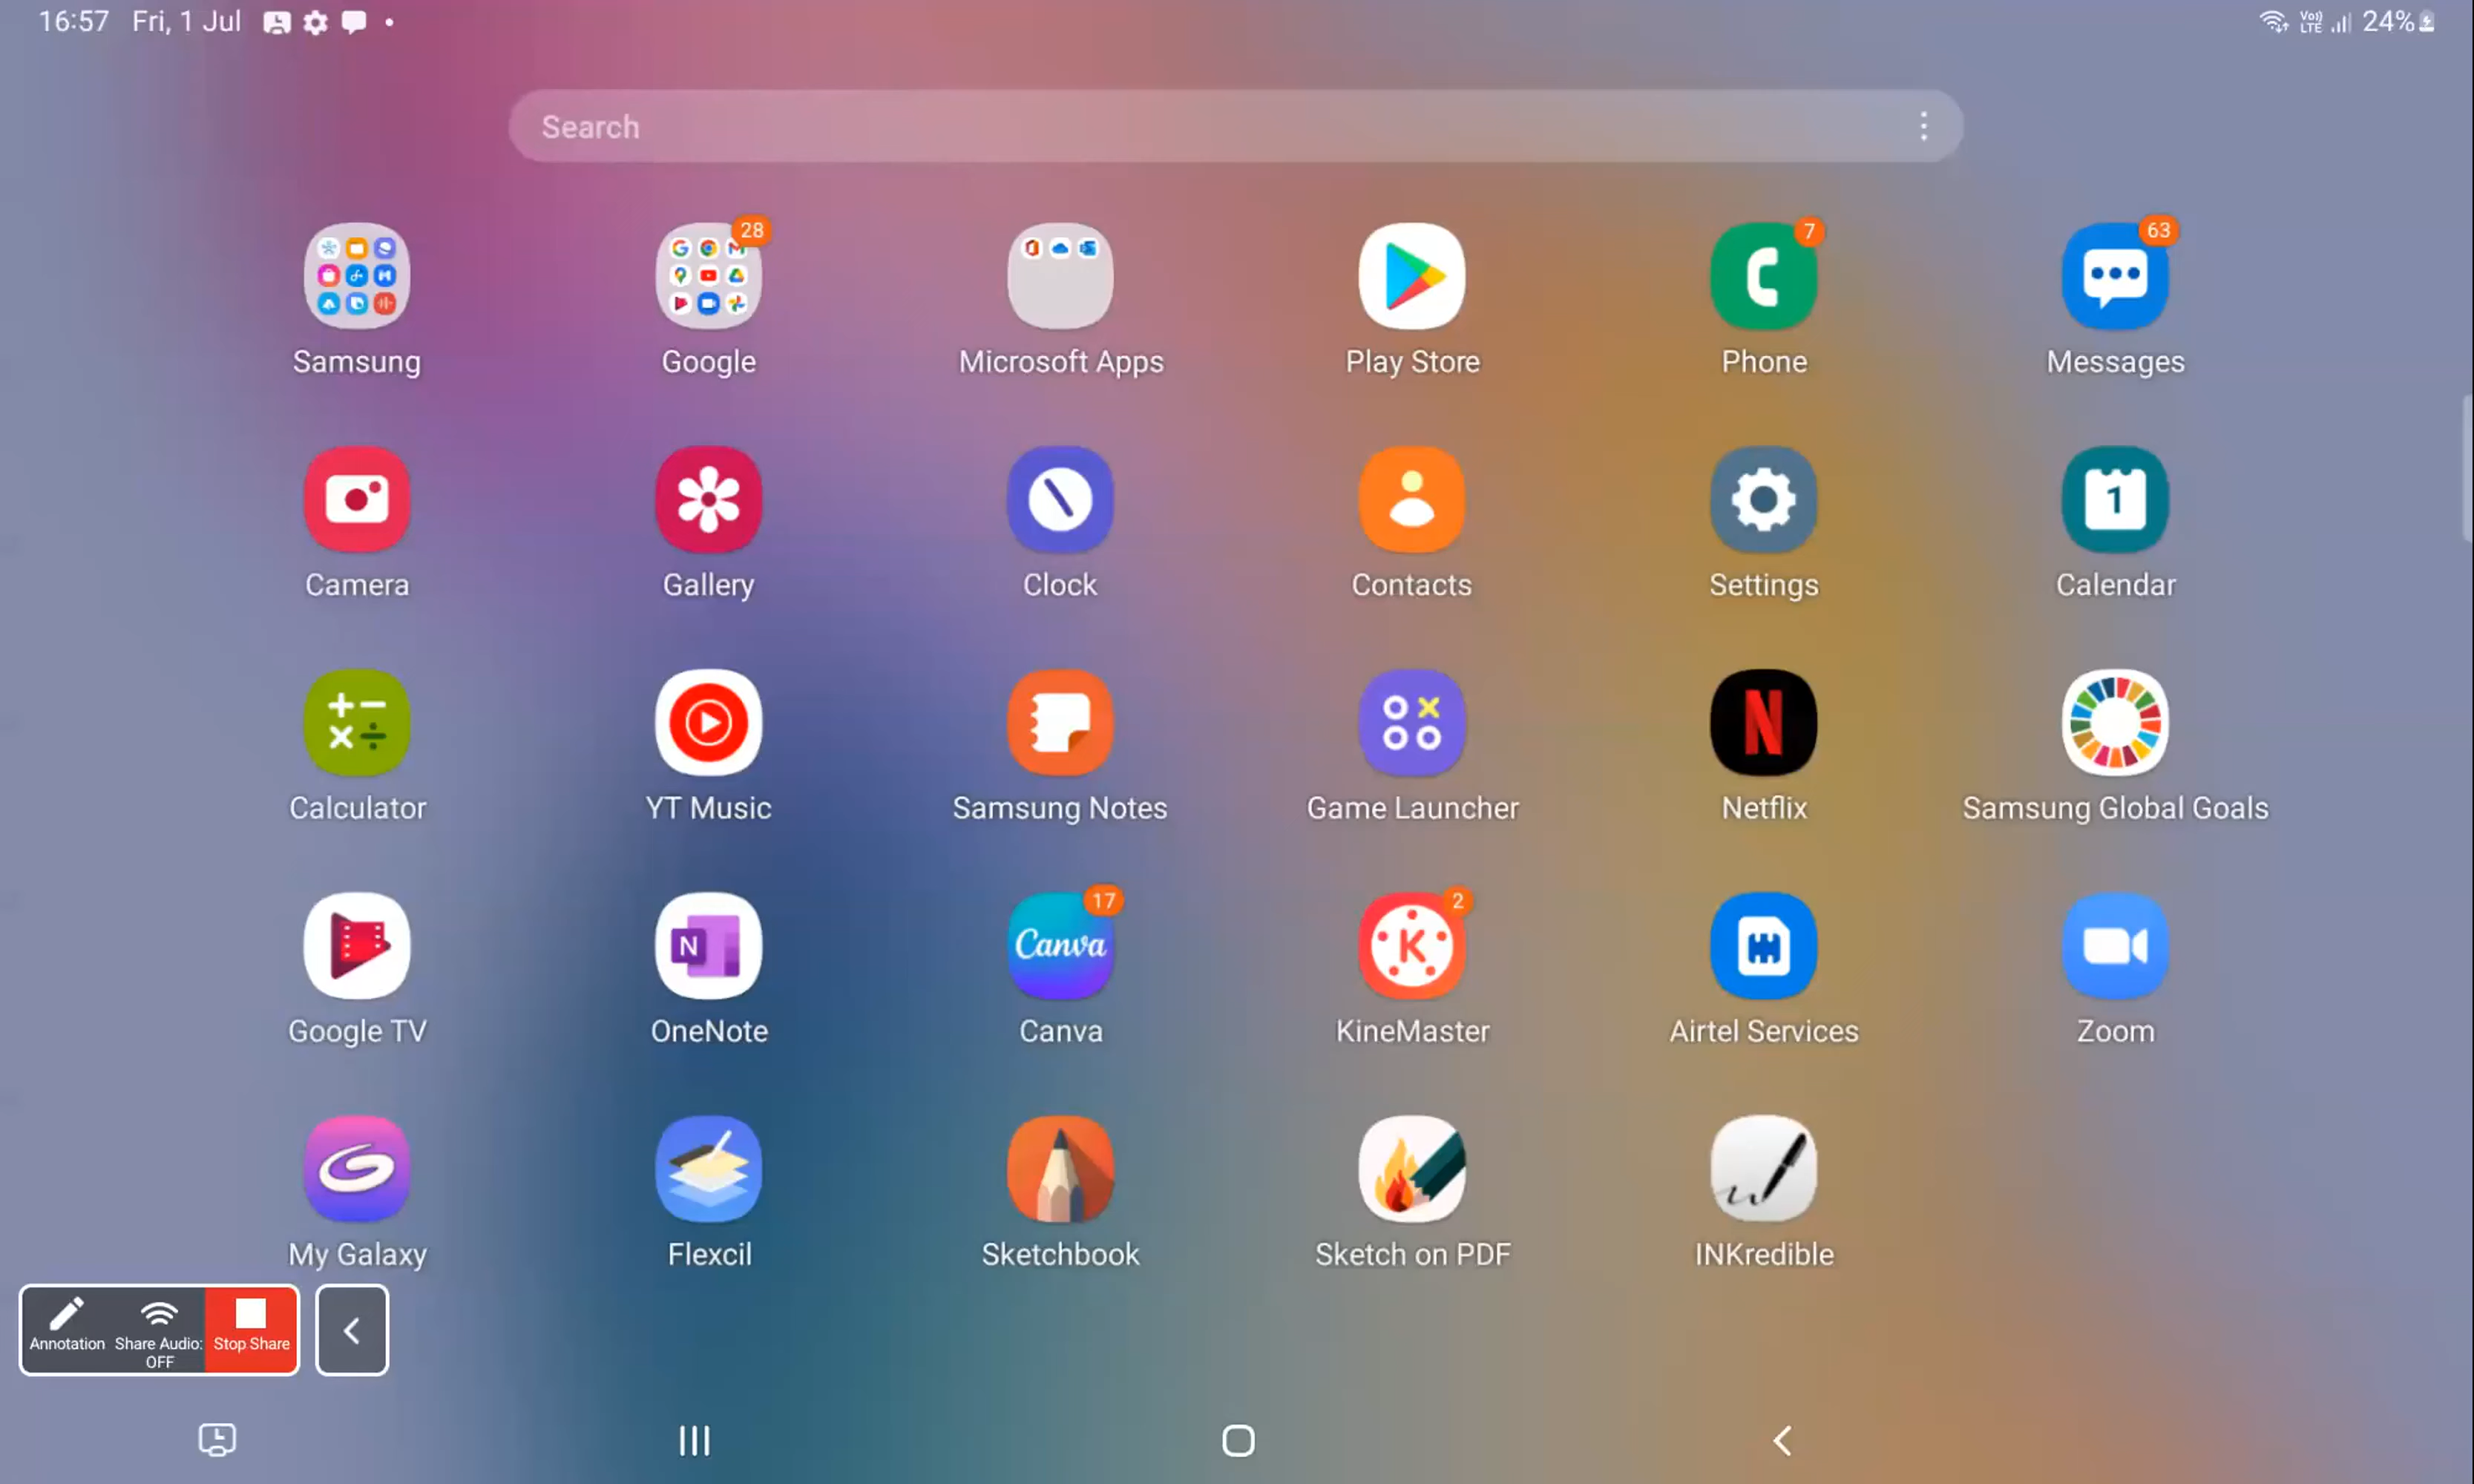 16:57 Fri, 1 Jul
Vo)) LTE 24%
Search
28
7
63
Samsung Google Microsoft Apps Play Store Phone Messages
1
Camera Gallery Clock Contacts Settings Calendar
N
Calculator YT Music Samsung Notes Game Launcher Netflix Samsung Global Goals
17
2
N Canva K
Google TV OneNote Canva KineMaster Airtel Services Zoom
My Galaxy Flexcil Sketchbook Sketch on PDF INKredible
Annotation Share Audio: Stop Share
OFF